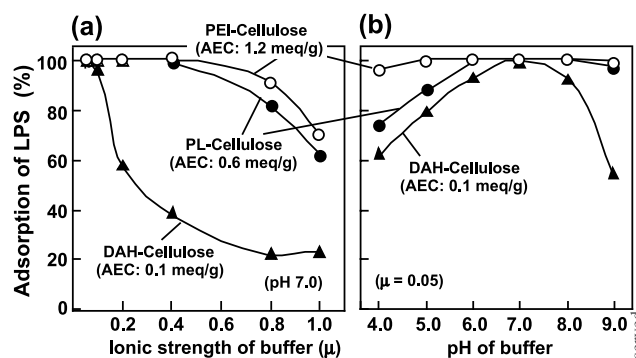 (a)
PEI-Cellulose
(AEC: 1.2 meq/g)
(b)
Adsorption of LPS (%)
100
80
60
40
20
0
PL-Cellulose
(AEC: 0.6 meq/g)
DAH-Cellulose
(AEC: 0.1 meq/g)
DAH-Cellulose
(AEC: 0.1 meq/g)
(pH 7.0)
(μ = 0.05)
0.2 0.4 0.6 0.8 1.0
4.0 5.0 6.0 7.0 8.0 9.0
Ionic strength of buffer (μ)
pH of buffer